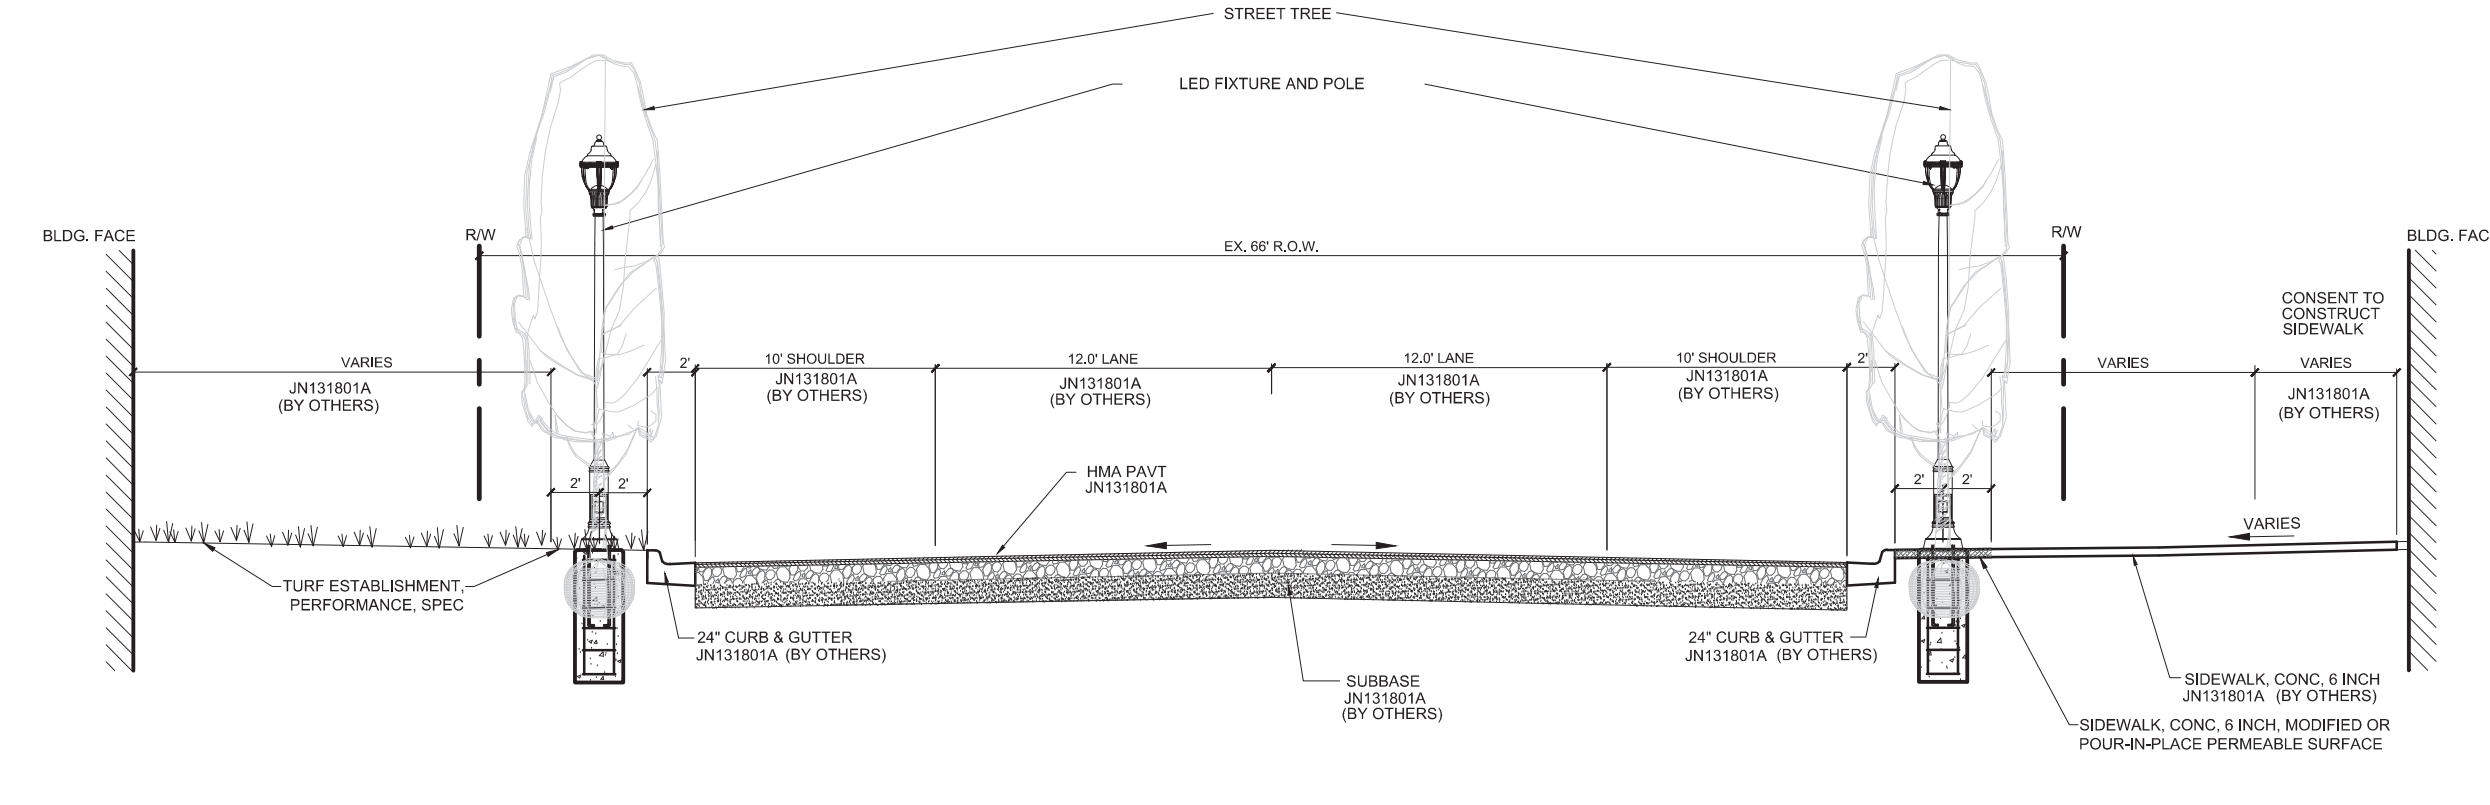 STREET TREE
LED FIXTURE AND POLE
BLDG. FACE
R/W
EX. 66' R.O.W.
R/W
BLDG. FAC
CONSENT TO
CONSTRUCT
SIDEWALK
VARIES
JN131801A
(BY OTHERS)
2'
10' SHOULDER
JN131801A
(BY OTHERS)
12.0' LANE
JN131801A
(BY OTHERS)
12.0' LANE
JN131801A
(BY OTHERS)
10' SHOULDER
JN131801A
(BY OTHERS)
2'
VARIES
VARIES
JN131801A
(BY OTHERS)
2'
2'
HMA PAVT
JN131801A
2'
2'
VARIES
TURF ESTABLISHMENT,
PERFORMANCE, SPEC
24" CURB & GUTTER
JN131801A (BY OTHERS)
SUBBASE
JN131801A
(BY OTHERS)
24" CURB & GUTTER
JN131801A (BY OTHERS)
SIDEWALK, CONC, 6 INCH
JN131801A (BY OTHERS)
SIDEWALK, CONC, 6 INCH, MODIFIED OR
POUR-IN-PLACE PERMEABLE SURFACE